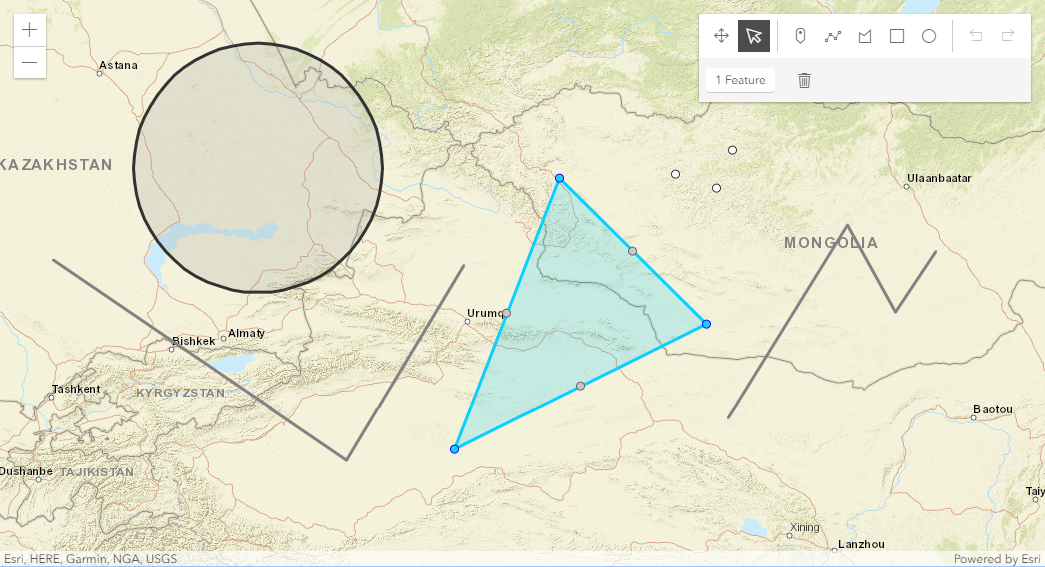 Astana
1 Feature
KAZAKHSTAN
Ulaanbaatar
MONGOLIA
Urumqi
Almaty
Bishkek
Tashkent
KYRGYZSTAN
Baotou
Dushanbe
TAJIKISTAN
Taiy
Xining
Lanzhou
Esri, HERE, Garmin, NGA, USGS
Powered by Esri